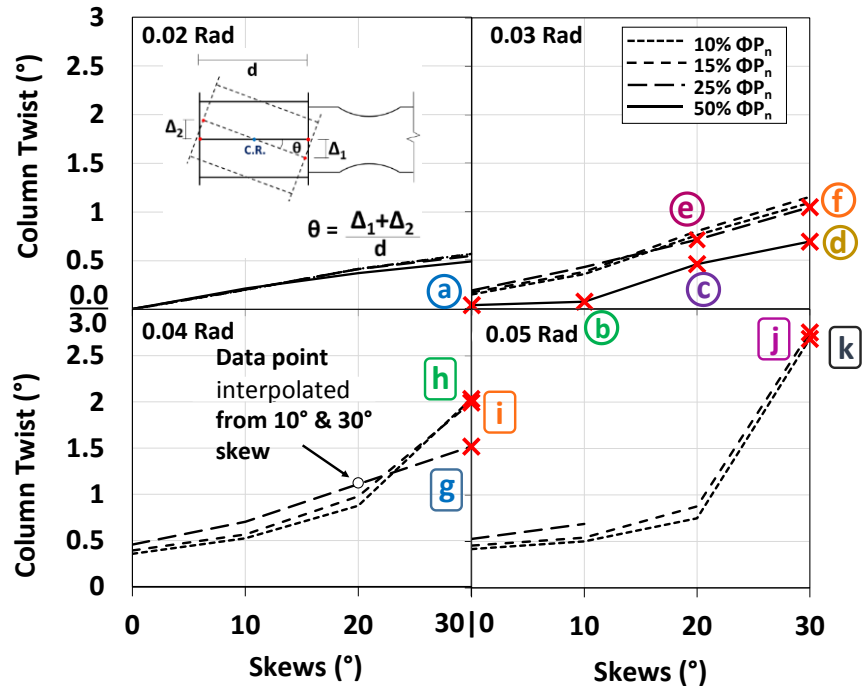 Column Twist (°)
3
2.5
2
1.5
1
0.5
0.0
0.02 Rad
d
Δ₂
C.R.
θ
Δ₁
θ = (Δ₁+Δ₂)/d
a
0.03 Rad
10% ΦPₙ
15% ΦPₙ
25% ΦPₙ
50% ΦPₙ
e
f
d
c
b
Column Twist (°)
3.0
2.5
2
1.5
1
0.5
0
0.04 Rad
Data point
interpolated
from 10° & 30°
skew
h
i
g
0.05 Rad
j
k
0 10 20 30|0 10 20 30
Skews (°) Skews (°)